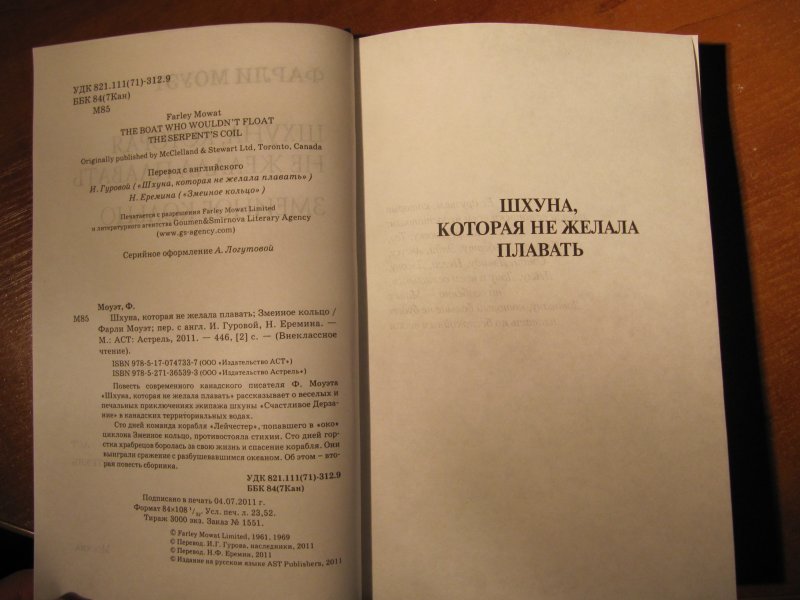 УДК 821.111(71)-312.9
ББК 84(7Кан)
М85
Farley Mowat
THE BOAT WHO WOULDN'T FLOAT
THE SERPENT'S COIL
Originally published by McClelland & Stewart Ltd, Toronto, Canada
Перевод с английского
И. Гуровой («Шхуна, которая не желала плавать»)
Н. Еремина («Змеиное кольцо»)
Печатается с разрешения Farley Mowat Limited
и литературного агентства Goumen&Smirnova Literary Agency
(www.gs-agency.com)
Серийное оформление А. Логутовой
Моуэт, Ф.
М85 Шхуна, которая не желала плавать; Змеиное кольцо /
Фарли Моуэт; пер. с англ. И. Гуровой, Н. Еремина. —
М.: АСТ: Астрель, 2011. — 446, [2] с. — (Внеклассное
чтение).
ISBN 978-5-17-074733-7 (ООО «Издательство АСТ»)
ISBN 978-5-271-36539-3 (ООО «Издательство Астрель»)
Повесть современного канадского писателя Ф. Моуэта
«Шхуна, которая не желала плавать» рассказывает о веселых и
печальных приключениях экипажа шхуны «Счастливое Дерза-
ние» в канадских территориальных водах.
Сто дней команда корабля «Лейчестер», попавшего в «око»
циклона Змеиное кольцо, противостояла стихии. Сто дней гор-
стка храбрецов боролась за свою жизнь и спасение корабля. Они
выиграли сражение с разбушевавшимся океаном. Об этом – вто-
рая повесть сборника.
УДК 821.111(71)-312.9
ББК 84(7Кан)
Подписано в печать 04.07.2011 г.
Формат 84×108 1/32. Усл. печ. л. 23,52.
Тираж 3000 экз. Заказ № 1551.
© Farley Mowat Limited, 1961, 1969
© Перевод. И.Г. Гурова, наследники, 2011
© Перевод. Н.Ф. Еремин, 2011
© Издание на русском языке AST Publishers, 2011
ШХУНА,
КОТОРАЯ НЕ ЖЕЛАЛА
ПЛАВАТЬ